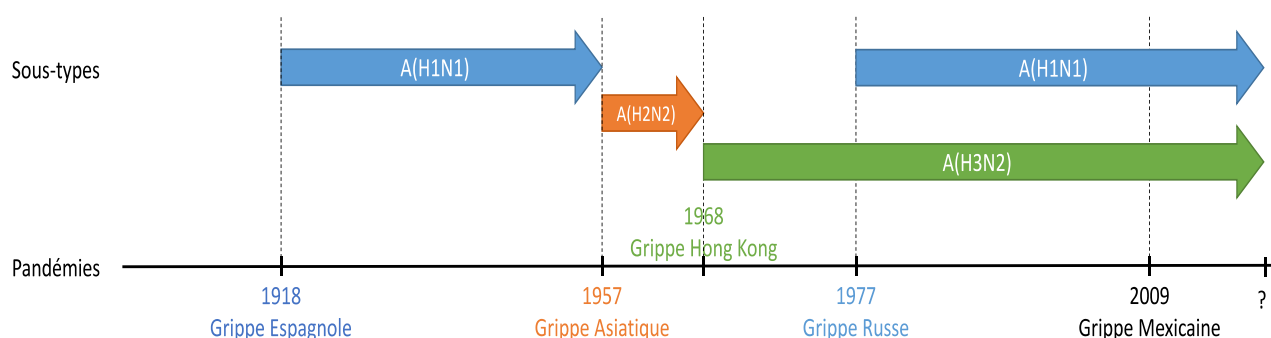 Sous-types
A(H1N1)
A(H1N1)
A(H2N2)
A(H3N2)
1968
Grippe Hong Kong
Pandémies
1918
Grippe Espagnole
1957
Grippe Asiatique
1977
Grippe Russe
2009
Grippe Mexicaine
?